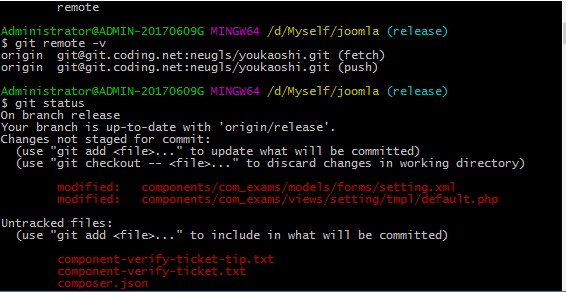 remote
Administrator@ADMIN-20170609G MINGW64 /d/Myself/joomla (release)
$ git remote -v
origin  git@git.coding.net:neugls/youkaoshi.git (fetch)
origin  git@git.coding.net:neugls/youkaoshi.git (push)
Administrator@ADMIN-20170609G MINGW64 /d/Myself/joomla (release)
$ git status
On branch release
Your branch is up-to-date with 'origin/release'.
Changes not staged for commit:
  (use "git add <file>..." to update what will be committed)
  (use "git checkout -- <file>..." to discard changes in working directory)
        modified:   components/com_exams/models/forms/setting.xml
        modified:   components/com_exams/views/setting/tmpl/default.php
Untracked files:
  (use "git add <file>..." to include in what will be committed)
        component-verify-ticket-tip.txt
        component-verify-ticket.txt
        composer.json